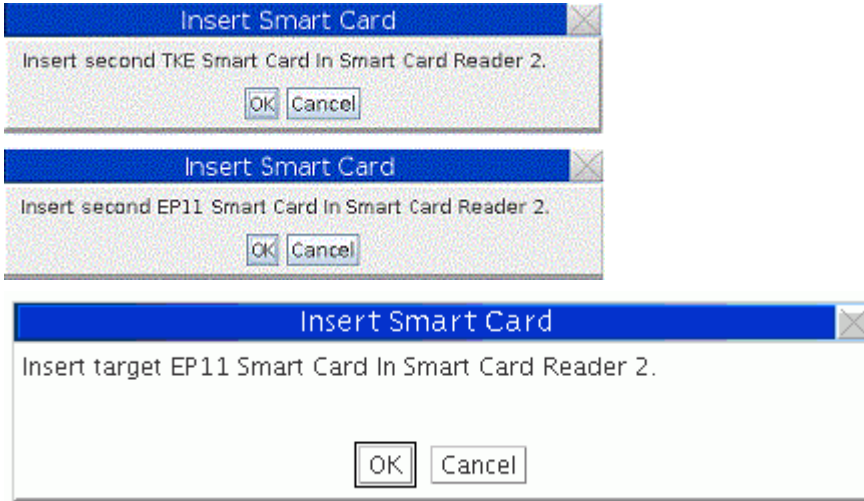 Insert Smart Card
Insert second TKE Smart Card In Smart Card Reader 2.
OK Cancel
Insert Smart Card
Insert second EP11 Smart Card In Smart Card Reader 2.
OK Cancel
Insert Smart Card
Insert target EP11 Smart Card In Smart Card Reader 2.
OK Cancel